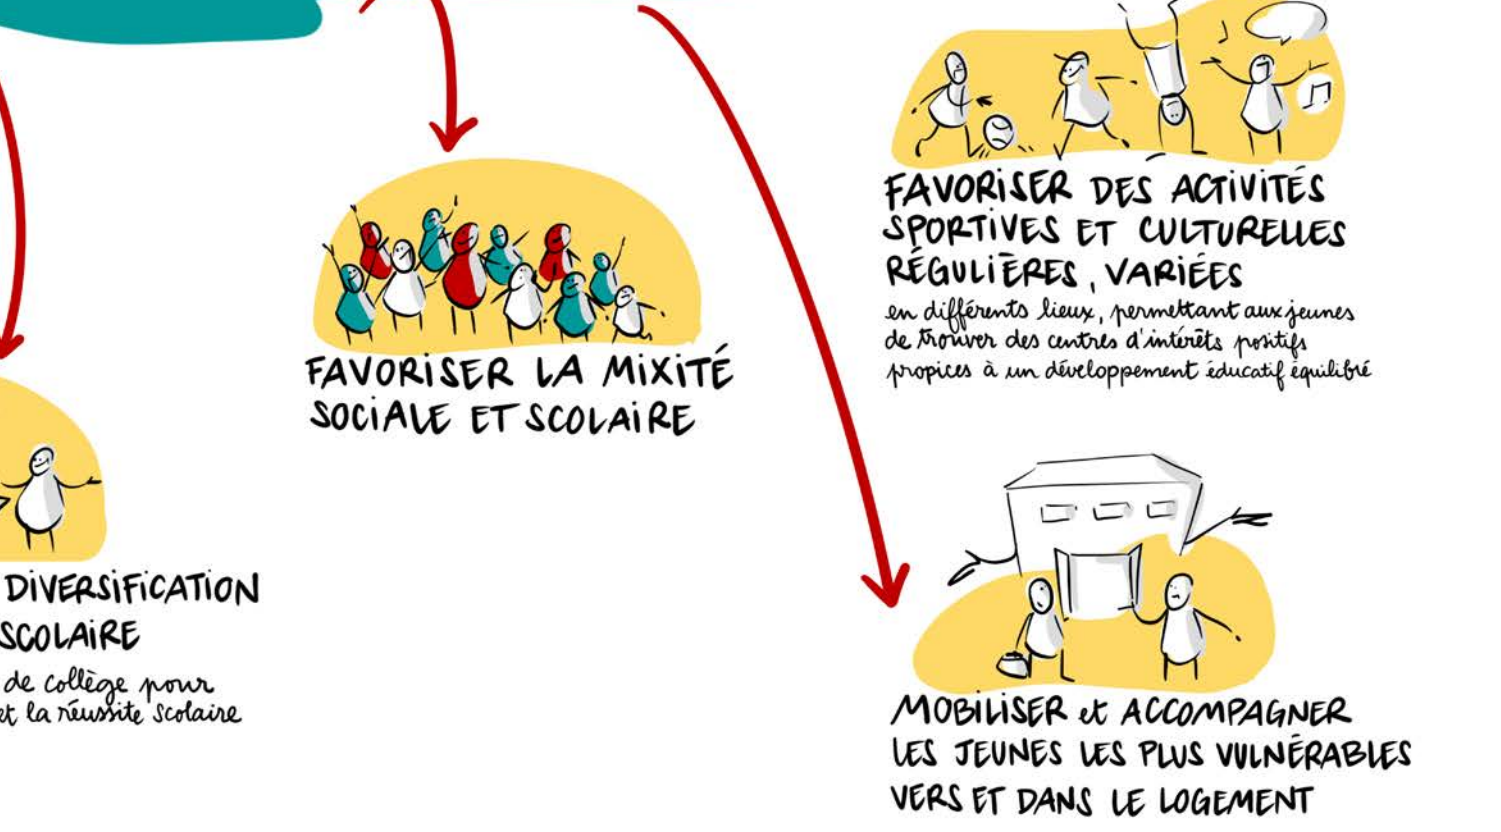 FAVORISER DES ACTIVITÉS
SPORTIVES ET CULTURELLES
RÉGULIÈRES, VARIÉES
en différents lieux, permettant aux jeunes
de trouver des centres d'intérêts positifs
propices à un développement éducatif équilibré
FAVORISER LA MIXITÉ
SOCIALE ET SCOLAIRE
DIVERSIFICATION
SCOLAIRE
de collège pour
et la réussite scolaire
MOBILISER et ACCOMPAGNER
LES JEUNES LES PLUS VULNÉRABLES
VERS ET DANS LE LOGEMENT